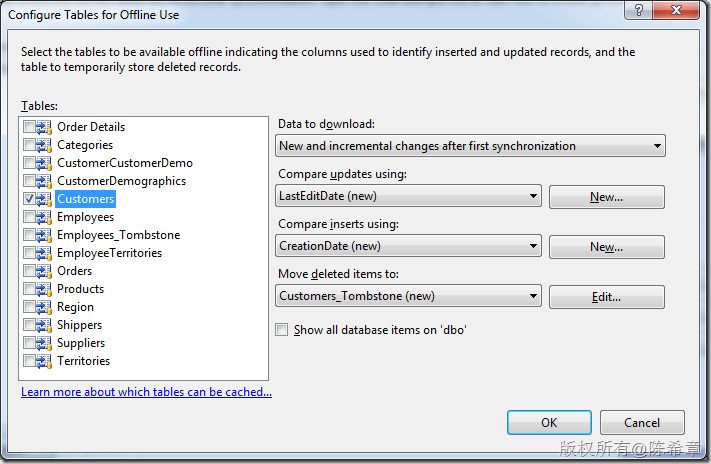 Configure Tables for Offline Use
Select the tables to be available offline indicating the columns used to identify inserted and updated records, and the
table to temporarily store deleted records.
Tables:
Order Details
Categories
CustomerCustomerDemo
CustomerDemographics
Customers
Employees
Employees_Tombstone
EmployeeTerritories
Orders
Products
Region
Shippers
Suppliers
Territories
Learn more about which tables can be cached...
Data to download:
New and incremental changes after first synchronization
Compare updates using:
LastEditDate (new)
New...
Compare inserts using:
CreationDate (new)
New...
Move deleted items to:
Customers_Tombstone (new)
Edit...
Show all database items on 'dbo'
OK
Cancel
版权所有@陈希章